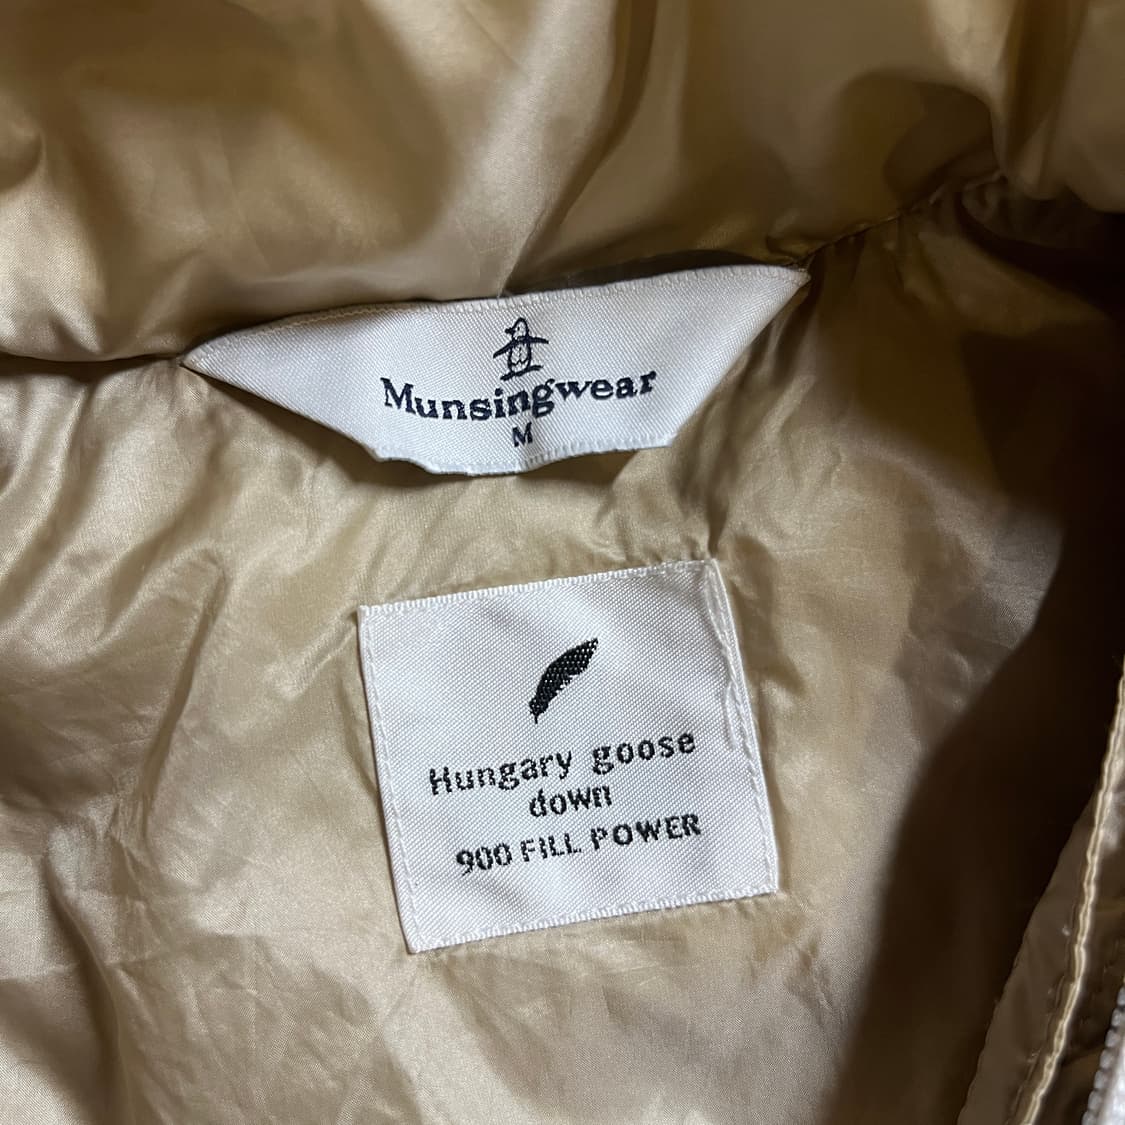 Munsingwear
M
Hungary goose
down
900 FILL POWER